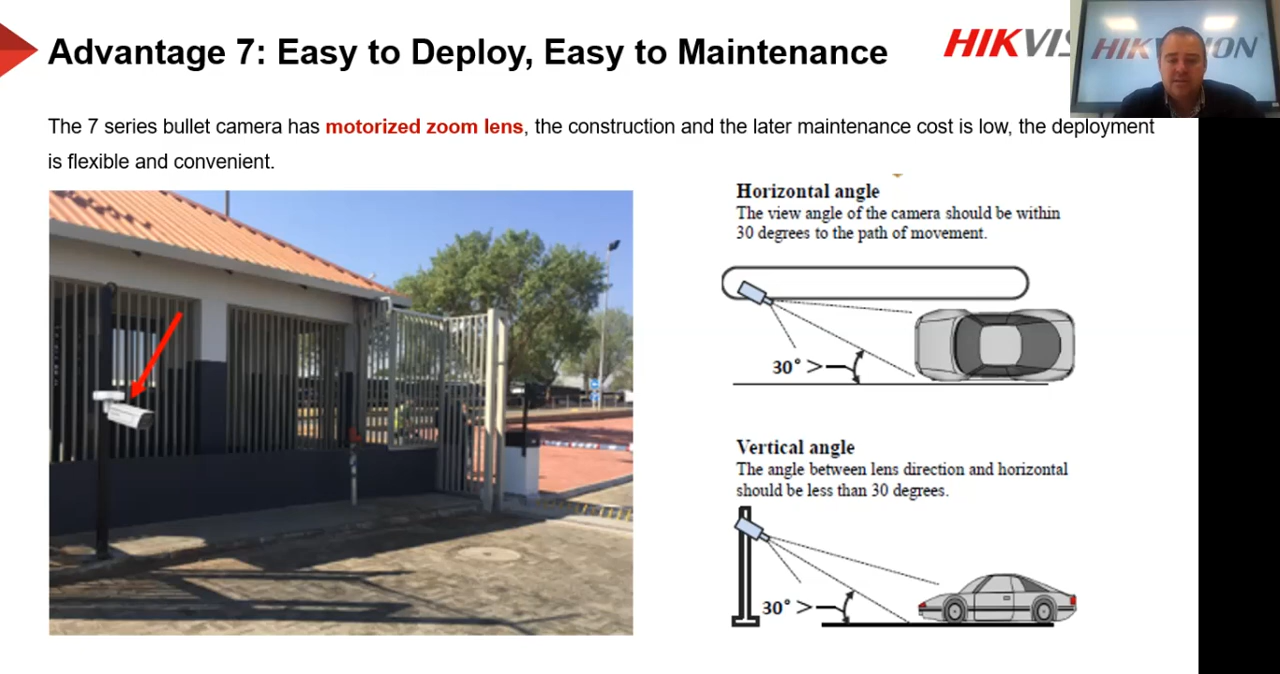 Advantage 7: Easy to Deploy, Easy to Maintenance
HIKVIS
HIKVISION
The 7 series bullet camera has motorized zoom lens, the construction and the later maintenance cost is low, the deployment
is flexible and convenient.
Horizontal angle
The view angle of the camera should be within
30 degrees to the path of movement.
30° >
Vertical angle
The angle between lens direction and horizontal
should be less than 30 degrees.
30° >